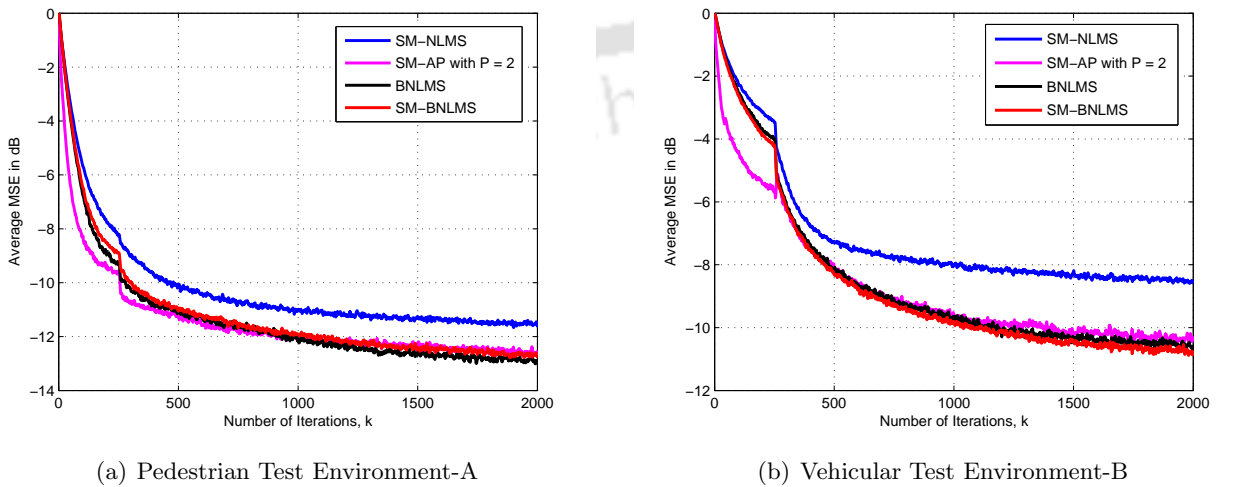 0
−2
−4
−6
−8
−10
−12
−14
Average MSE in dB
SM−NLMS
SM−AP with P = 2
BNLMS
SM−BNLMS
0 500 1000 1500 2000
Number of Iterations, k
(a) Pedestrian Test Environment-A
0
−2
−4
−6
−8
−10
−12
Average MSE in dB
SM−NLMS
SM−AP with P = 2
BNLMS
SM−BNLMS
0 500 1000 1500 2000
Number of Iterations, k
(b) Vehicular Test Environment-B